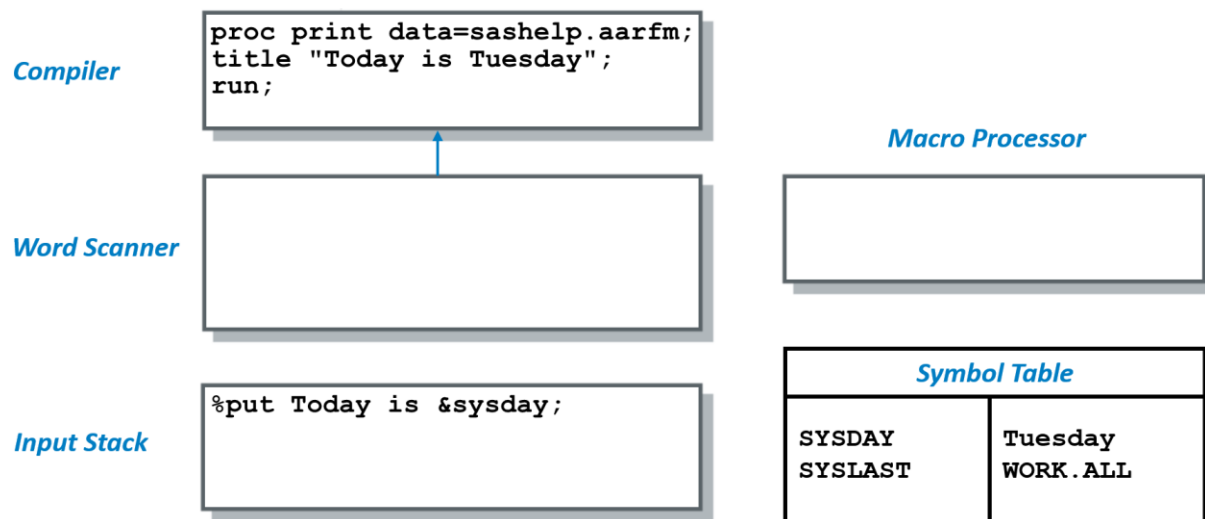 Compiler
proc print data=sashelp.aarfm;
title "Today is Tuesday";
run;
Macro Processor
Word Scanner
Input Stack
%put Today is &sysday;
Symbol Table
SYSDAY Tuesday
SYSLAST WORK.ALL